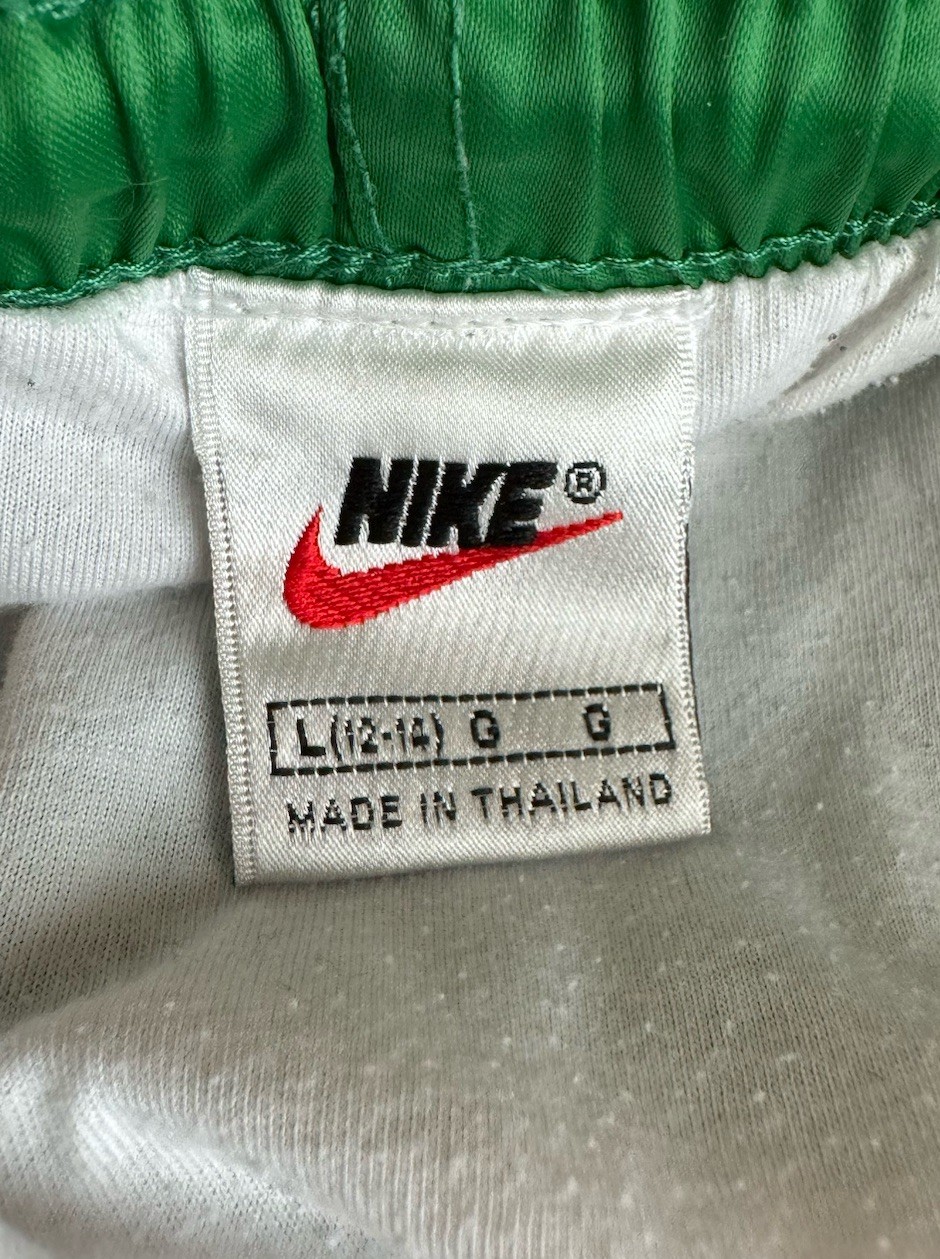 NIKE®
L(12-14) G G
MADE IN THAILAND